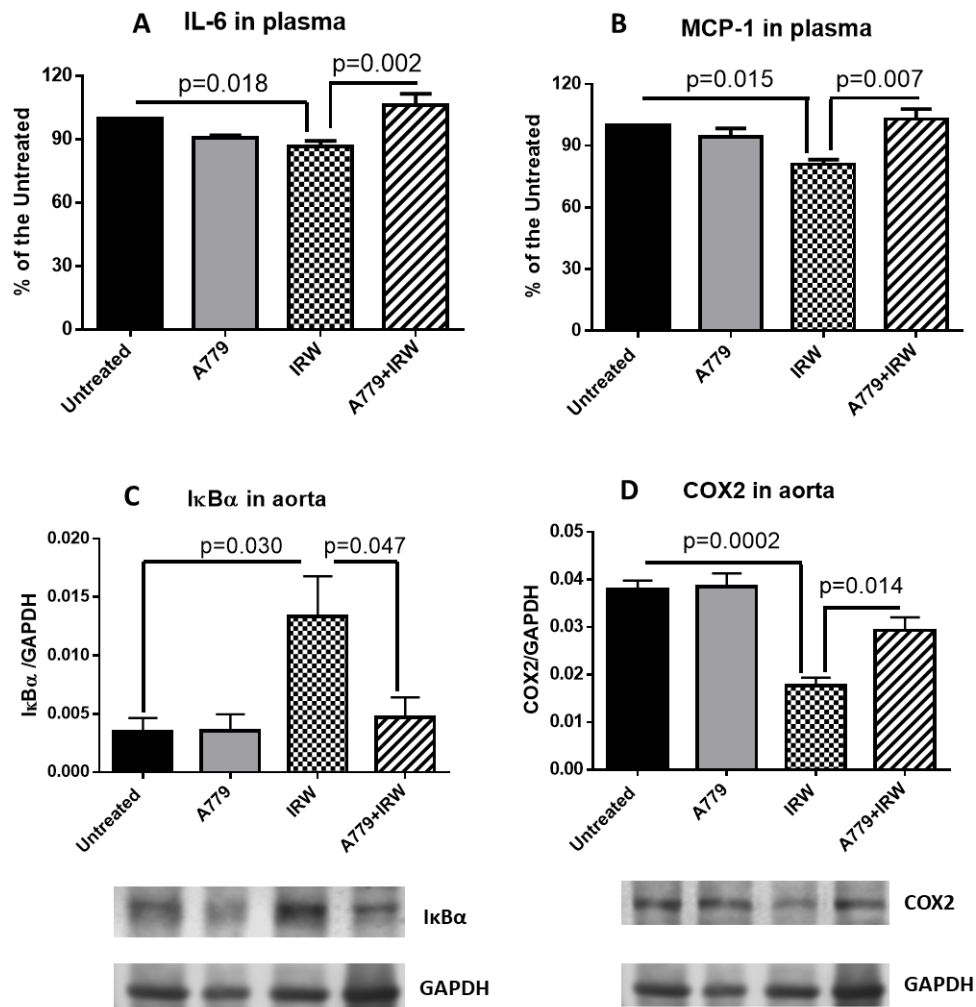 A IL-6 in plasma
p=0.018
p=0.002
% of the Untreated
120
90
60
30
0
Untreated
A779
IRW
A779+IRW
B MCP-1 in plasma
p=0.015
p=0.007
% of the Untreated
120
90
60
30
0
Untreated
A779
IRW
A779+IRW
C IκBα in aorta
p=0.030
p=0.047
IκBα /GAPDH
0.020
0.015
0.010
0.005
0.000
Untreated
A779
IRW
A779+IRW
IκBα
GAPDH
D COX2 in aorta
p=0.0002
p=0.014
COX2/GAPDH
0.05
0.04
0.03
0.02
0.01
0.00
Untreated
A779
IRW
A779+IRW
COX2
GAPDH